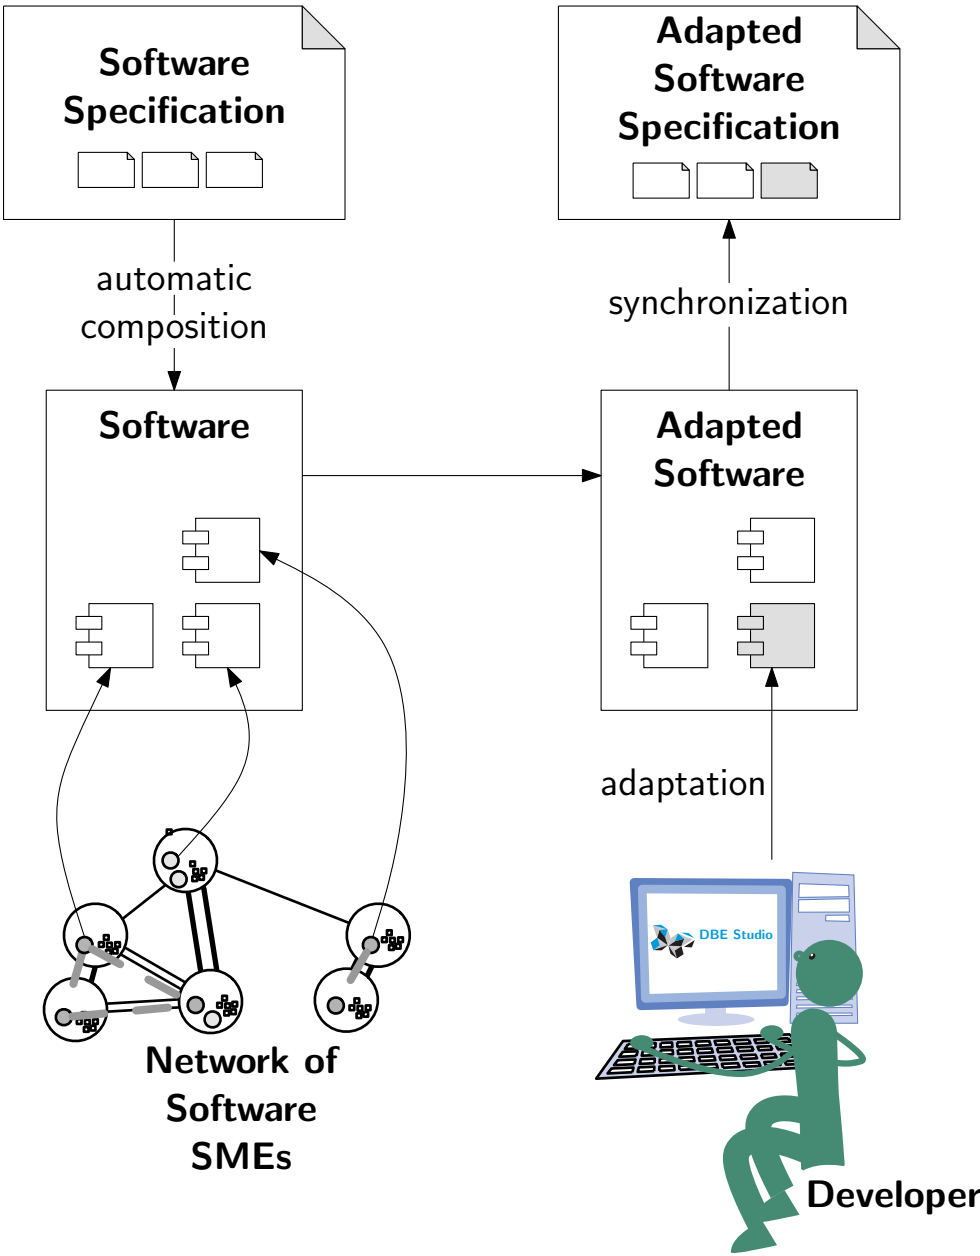 Software
Specification
Adapted
Software
Specification
automatic
composition
synchronization
Software
Adapted
Software
adaptation
DBE Studio
Network of
Software
SMEs
Developer